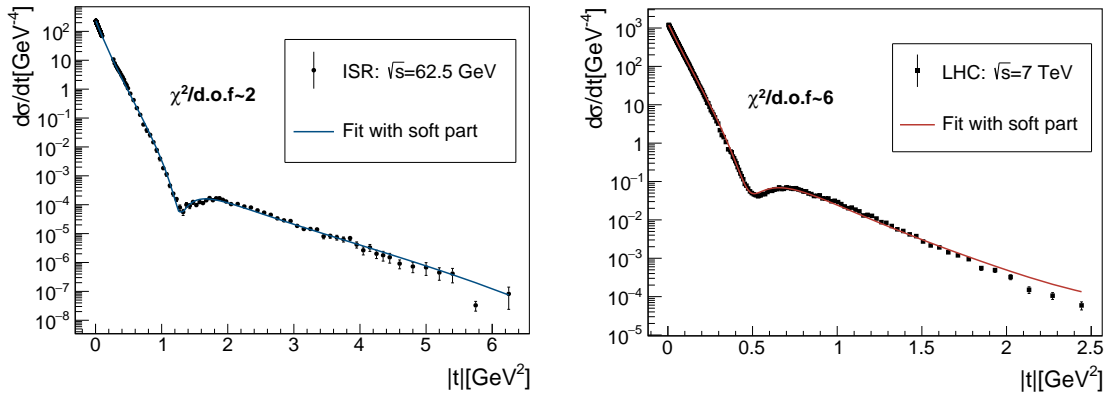 dσ/dt[GeV⁻⁴]
10²
10
1
10⁻¹
10⁻²
10⁻³
10⁻⁴
10⁻⁵
10⁻⁶
10⁻⁷
10⁻⁸
ISR: √s=62.5 GeV
χ²/d.o.f~2
Fit with soft part
0 1 2 3 4 5 6
|t|[GeV²]
dσ/dt[GeV⁻⁴]
10³
10²
10
1
10⁻¹
10⁻²
10⁻³
10⁻⁴
10⁻⁵
LHC: √s=7 TeV
χ²/d.o.f~6
Fit with soft part
0 0.5 1 1.5 2 2.5
|t|[GeV²]